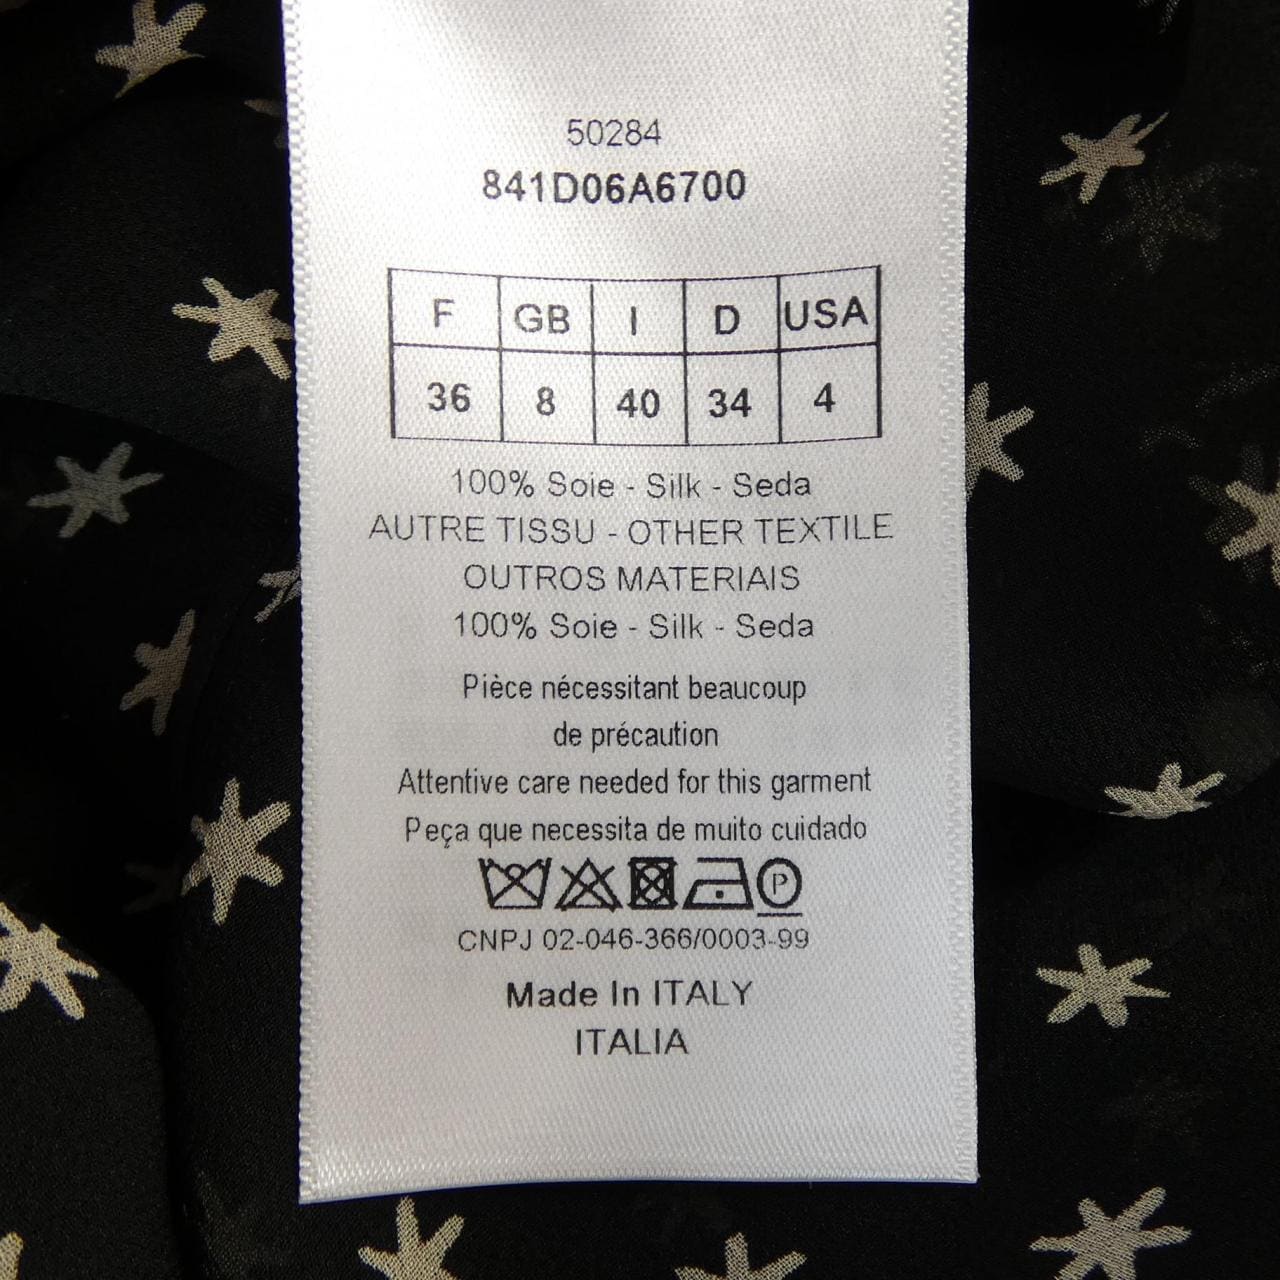 50284
841D06A6700
F GB I D USA
36 8 40 34 4
100% Soie - Silk - Seda
AUTRE TISSU - OTHER TEXTILE
OUTROS MATERIAIS
100% Soie - Silk - Seda
Pièce nécessitant beaucoup
de précaution
Attentive care needed for this garment
Peça que necessita de muito cuidado
P
CNPJ 02-046-366/0003-99
Made In ITALY
ITALIA